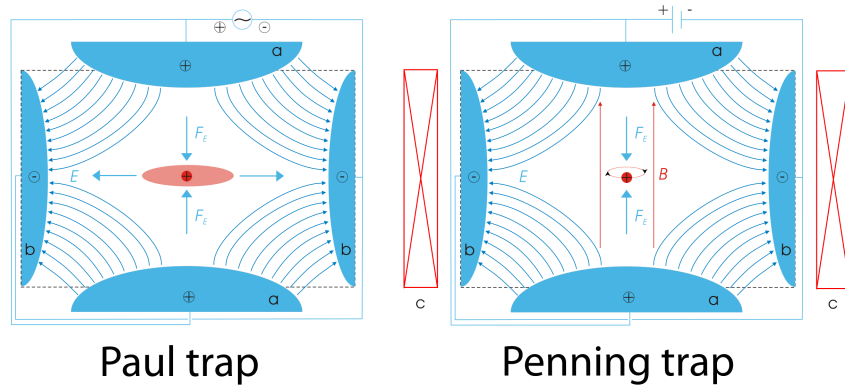 + -
+ ~ -
a
+
a
+
F_E
F_E
E
- + -
E
- + -
B
F_E
F_E
b b
b b
+
a
+
a
c c
Paul trap Penning trap